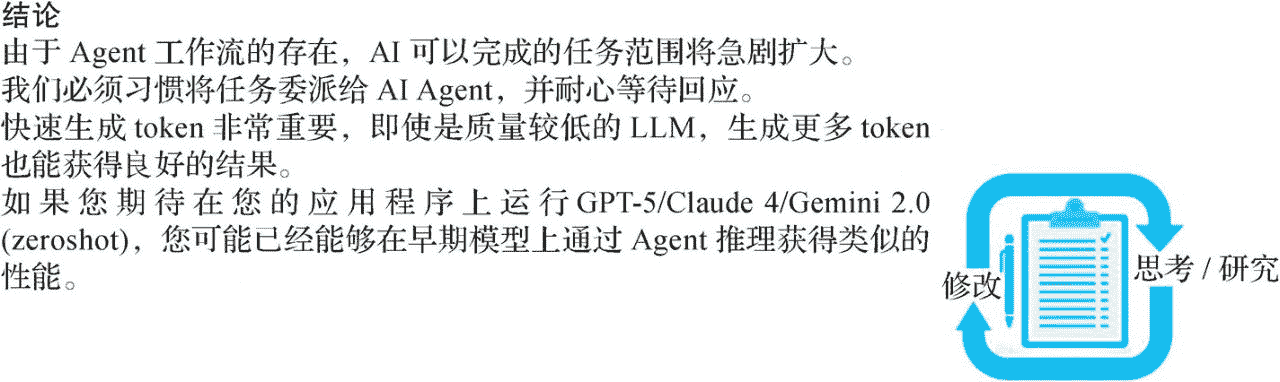 结论
由于 Agent 工作流的存在，AI 可以完成的任务范围将急剧扩大。
我们必须习惯将任务委派给 AI Agent，并耐心等待回应。
快速生成 token 非常重要，即使是质量较低的 LLM，生成更多 token
也能获得良好的结果。
如果您期待在您的应用程序上运行 GPT-5/Claude 4/Gemini 2.0
(zeroshot)，您可能已经能够在早期模型上通过 Agent 推理获得类似的
性能。
思考 / 研究
修改